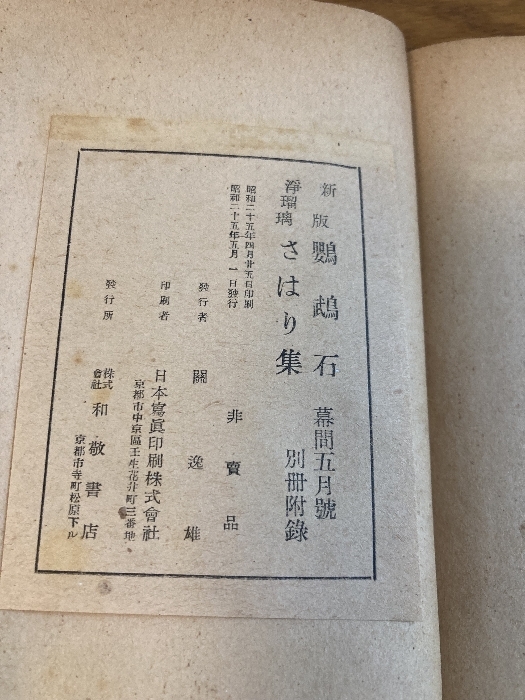 新版 鸚鵡石 幕間五月號
淨瑠璃 さはり集 別冊附錄
昭和二十五年四月廿五日印刷
昭和二十五年五月一日發行
非賣品
發行者 關逸雄
印刷者 日本寫眞印刷株式會社
京都市中京區壬生花井町三番地
發行所 株式會社 和敬書店
京都市寺町松原下ル